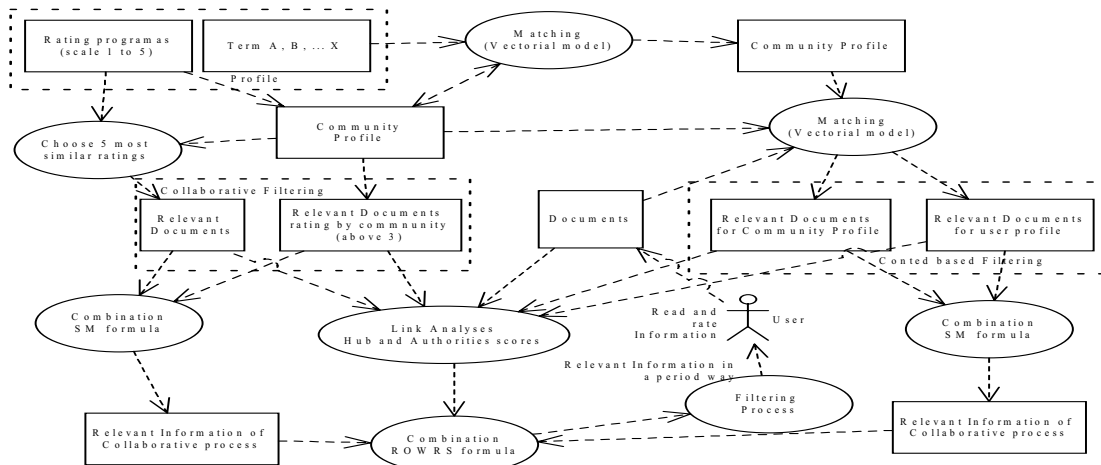 Rating programas
(scale 1 to 5)
Term A, B, ... X
Matching
(Vectorial model)
Community Profile
Profile
Community
Profile
Choose 5 most
similar ratings
Matching
(Vectorial model)
Collaborative Filtering
Relevant
Documents
Relevant Documents
rating by commnunity
(above 3)
Documents
Relevant Documents
for Community Profile
Relevant Documents
for user profile
Conted based Filtering
Combination
SM formula
Link Analyses
Hub and Authorities scores
Read and
rate
Information
User
Combination
SM formula
Relevant Information in
a period way
Filtering
Process
Relevant Information of
Collaborative process
Combination
ROWRS formula
Relevant Information of
Collaborative process